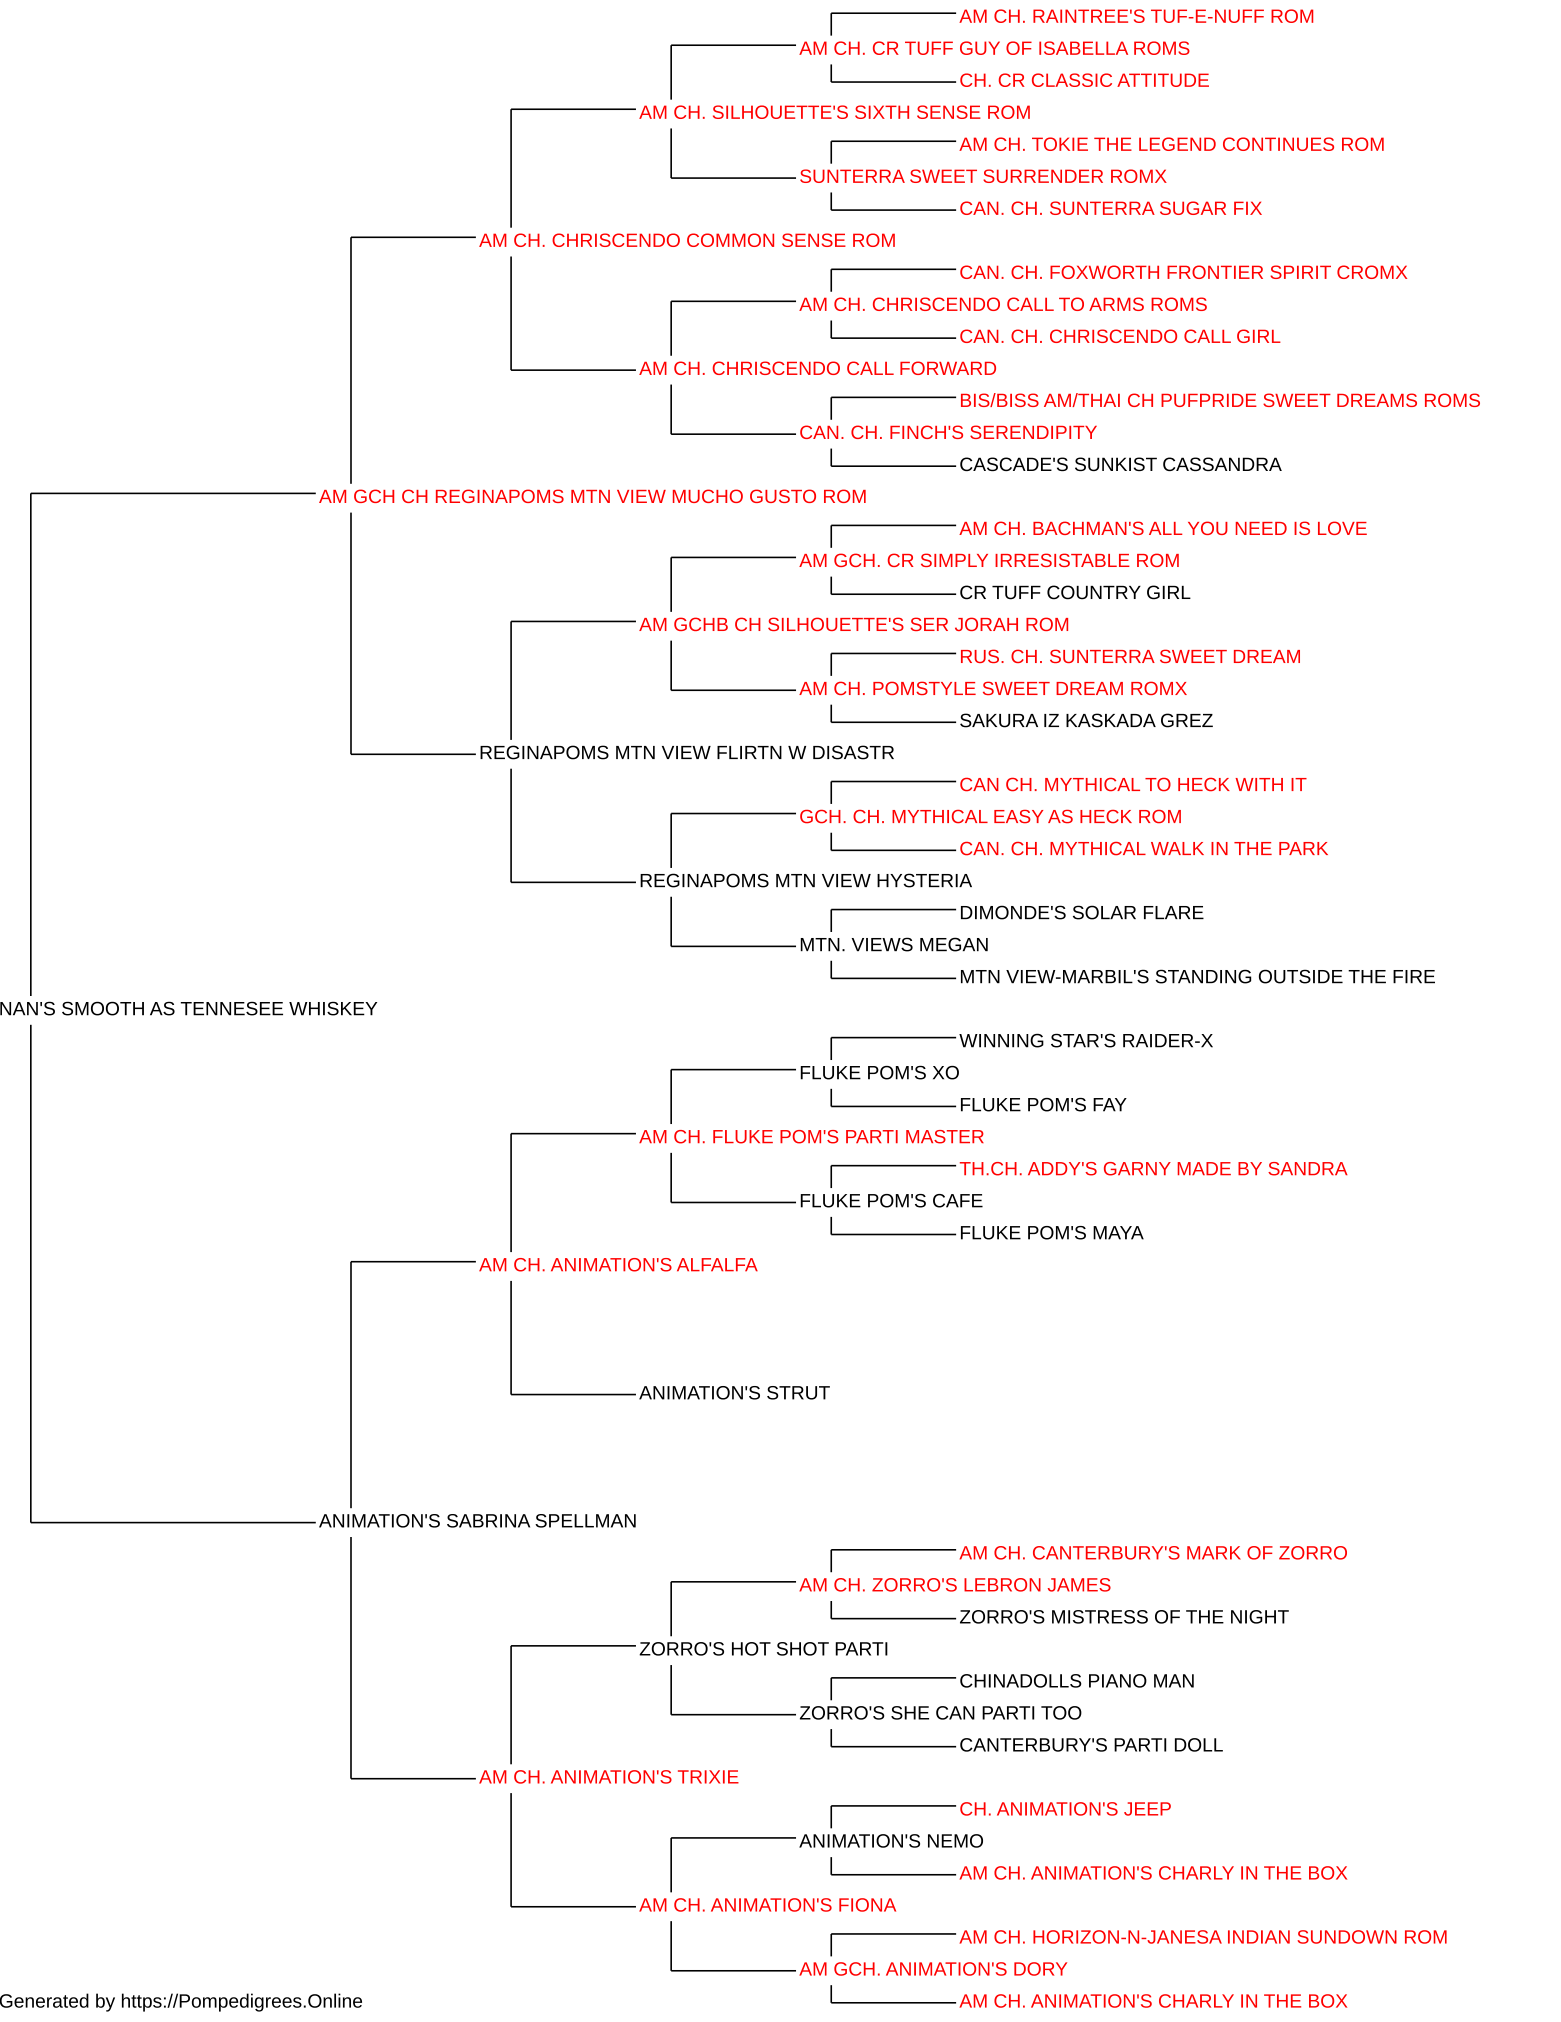 AM CH. RAINTREE'S TUF-E-NUFF ROM
AM CH. CR TUFF GUY OF ISABELLA ROMS
CH. CR CLASSIC ATTITUDE
AM CH. SILHOUETTE'S SIXTH SENSE ROM
AM CH. TOKIE THE LEGEND CONTINUES ROM
SUNTERRA SWEET SURRENDER ROMX
CAN. CH. SUNTERRA SUGAR FIX
AM CH. CHRISCENDO COMMON SENSE ROM
CAN. CH. FOXWORTH FRONTIER SPIRIT CROMX
AM CH. CHRISCENDO CALL TO ARMS ROMS
CAN. CH. CHRISCENDO CALL GIRL
AM CH. CHRISCENDO CALL FORWARD
BIS/BISS AM/THAI CH PUFPRIDE SWEET DREAMS ROMS
CAN. CH. FINCH'S SERENDIPITY
CASCADE'S SUNKIST CASSANDRA
AM GCH CH REGINAPOMS MTN VIEW MUCHO GUSTO ROM
AM CH. BACHMAN'S ALL YOU NEED IS LOVE
AM GCH. CR SIMPLY IRRESISTABLE ROM
CR TUFF COUNTRY GIRL
AM GCHB CH SILHOUETTE'S SER JORAH ROM
RUS. CH. SUNTERRA SWEET DREAM
AM CH. POMSTYLE SWEET DREAM ROMX
SAKURA IZ KASKADA GREZ
REGINAPOMS MTN VIEW FLIRTN W DISASTR
CAN CH. MYTHICAL TO HECK WITH IT
GCH. CH. MYTHICAL EASY AS HECK ROM
CAN. CH. MYTHICAL WALK IN THE PARK
REGINAPOMS MTN VIEW HYSTERIA
DIMONDE'S SOLAR FLARE
MTN. VIEWS MEGAN
MTN VIEW-MARBIL'S STANDING OUTSIDE THE FIRE
NAN'S SMOOTH AS TENNESEE WHISKEY
WINNING STAR'S RAIDER-X
FLUKE POM'S XO
FLUKE POM'S FAY
AM CH. FLUKE POM'S PARTI MASTER
TH.CH. ADDY'S GARNY MADE BY SANDRA
FLUKE POM'S CAFE
FLUKE POM'S MAYA
AM CH. ANIMATION'S ALFALFA
ANIMATION'S STRUT
ANIMATION'S SABRINA SPELLMAN
AM CH. CANTERBURY'S MARK OF ZORRO
AM CH. ZORRO'S LEBRON JAMES
ZORRO'S MISTRESS OF THE NIGHT
ZORRO'S HOT SHOT PARTI
CHINADOLLS PIANO MAN
ZORRO'S SHE CAN PARTI TOO
CANTERBURY'S PARTI DOLL
AM CH. ANIMATION'S TRIXIE
CH. ANIMATION'S JEEP
ANIMATION'S NEMO
AM CH. ANIMATION'S CHARLY IN THE BOX
AM CH. ANIMATION'S FIONA
AM CH. HORIZON-N-JANESA INDIAN SUNDOWN ROM
AM GCH. ANIMATION'S DORY
AM CH. ANIMATION'S CHARLY IN THE BOX
Generated by https://Pompedigrees.Online